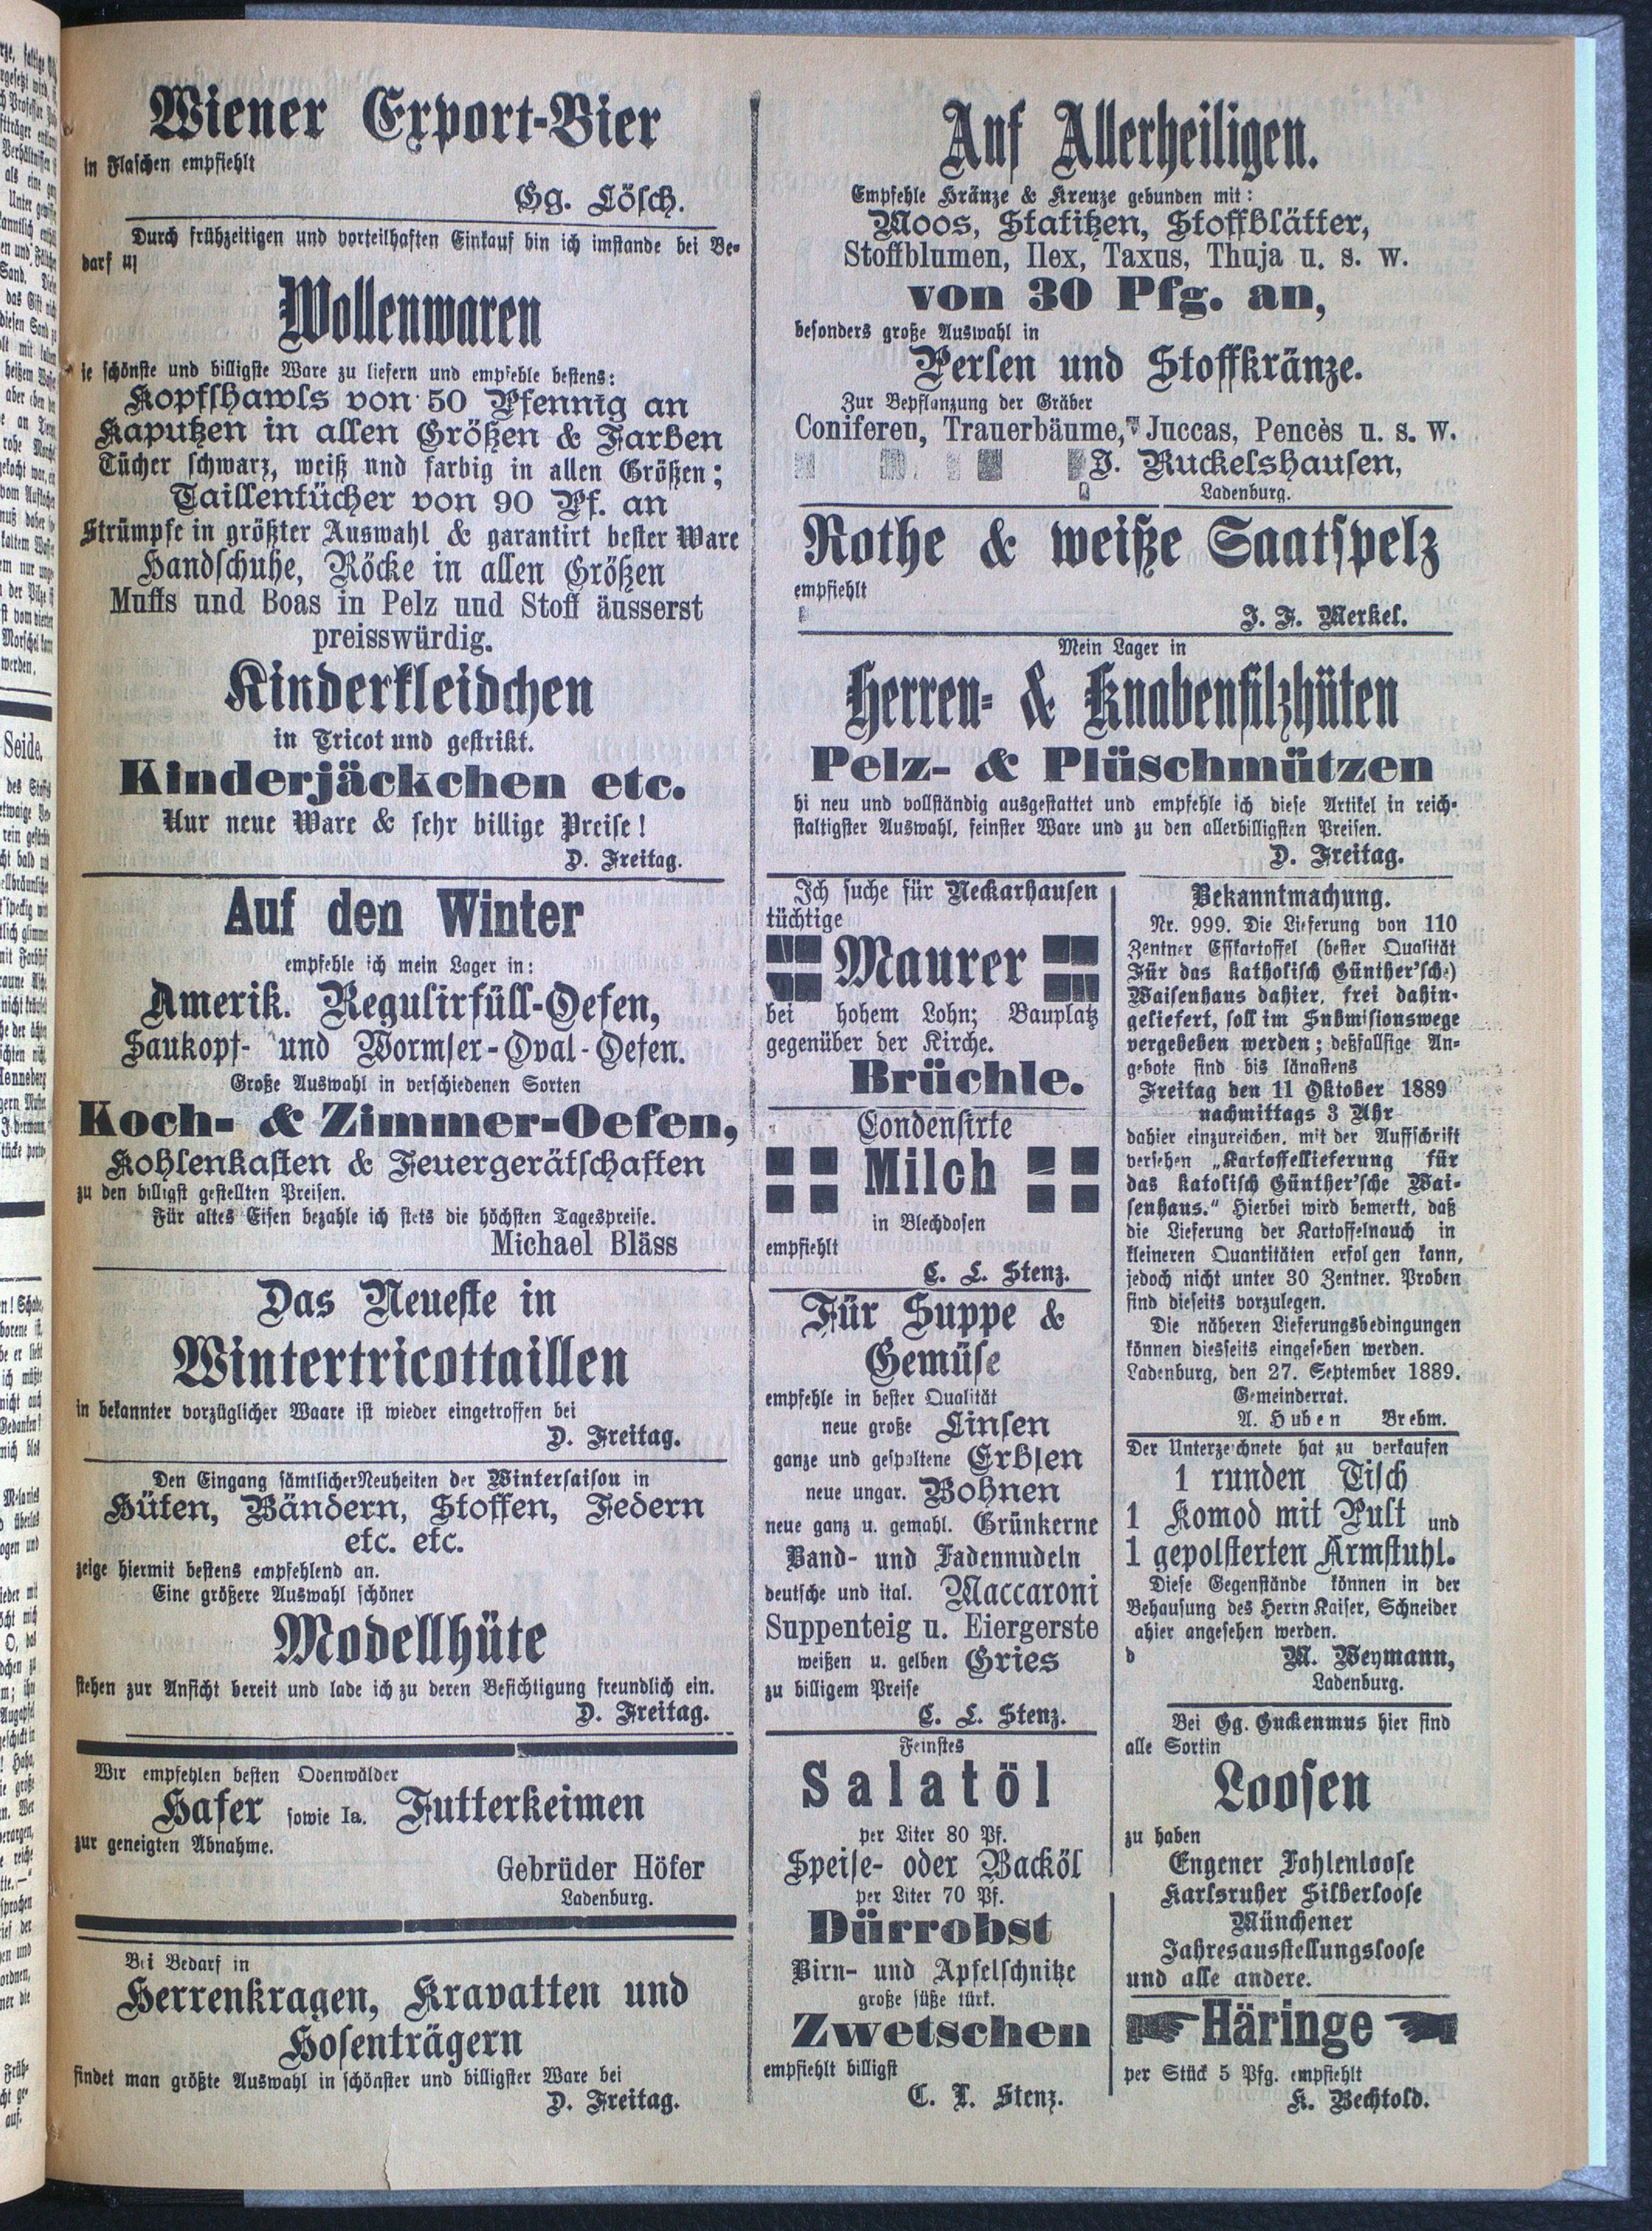 Wiener Export-Bier
in Flaschen empfiehlt
Gg. Lösch.
Durch frühzeitigen und vorteilhaften Einkauf bin ich imstande bei Be-
darf in
Wollenwaren
die schönste und billigste Ware zu liefern und empfehle bestens:
Kopfshawls von 50 Pfennig an
Kaputzen in allen Größen & Farben
Tücher schwarz, weiß und farbig in allen Größen;
Taillentücher von 90 Pf. an
Strümpfe in größter Auswahl & garantirt bester Ware
Handschuhe, Röcke in allen Größen
Muffs und Boas in Pelz uud Stoff äusserst
preisswürdig.
Kinderkleidchen
in Tricot und gestrikt.
Kinderjäckchen etc.
Nur neue Ware & sehr billige Preise!
D. Freitag.
Auf den Winter
empfehle ich mein Lager in:
Amerik. Regulirfüll-Oefen,
Saukopf- und Wormser-Oval-Oefen.
Große Auswahl in verschiedenen Sorten
Koch- & Zimmer-Oefen,
Kohlenkasten & Feuergerätschaften
zu den billigst gestellten Preisen.
Für altes Eisen bezahle ich stets die höchsten Tagespreise.
Michael Bläss
Das Neueste in
Wintertricottaillen
in bekannter vorzüglicher Waare ist wieder eingetroffen bei
D. Freitag.
Den Eingang sämtlicher Neuheiten der Wintersaison in
Hüten, Bändern, Stoffen, Federn
etc. etc.
zeige hiermit bestens empfehlend an.
Eine größere Auswahl schöner
Modellhüte
stehen zur Ansicht bereit und lade ich zu deren Besichtigung freundlich ein.
D. Freitag.
Wir empfehlen besten Odenwälder
Hafer sowie Ia. Futterkeimen
zur geneigten Abnahme.
Gebrüder Höfer
Ladenburg.
Bei Bedarf in
Herrenkragen, Kravatten und
Hosenträgern
findet man größte Auswahl in schönster und billigster Ware bei
D. Freitag.
Auf Allerheiligen.
Empfehle Kränze & Kreuze gebunden mit:
Moos, Statitzen, Stoffblätter,
Stoffblumen, Ilex, Taxus, Thuja u. s. w.
von 30 Pfg. an,
besonders große Auswahl in
Perlen und Stoffkränze.
Zur Bepflanzung der Gräber
Coniferen, Trauerbäume, Juccas, Pencès u. s. w.
J. Ruckelshausen,
Ladenburg.
Rothe & weiße Saatspelz
empfiehlt
J. F. Merkel.
Mein Lager in
Herren- & Knabenfilzhüten
Pelz- & Plüschmützen
hi neu und vollständig ausgestattet und empfehle ich diese Artikel in reich-
staltigster Auswahl, feinster Ware und zu den allerbilligsten Preisen.
D. Freitag.
Ich suche für Neckarhausen
tüchtige
Maurer
bei hohem Lohn; Bauplatz
gegenüber der Kirche.
Brüchle.
Condensirte
Milch
in Blechdosen
empfiehlt
C. L. Stenz.
Für Suppe &
Gemüse
empfehle in bester Qualität
neue große Linsen
ganze und gespaltene Erbsen
neue ungar. Bohnen
neue ganz u. gemahl. Grünkerne
Band- und Fadennudeln
deutsche und ital. Maccaroni
Suppenteig u. Eiergerste
weißen u. gelben Gries
zu billigem Preise
C. L. Stenz.
Feinstes
Salatöl
per Liter 80 Pf.
Speise- oder Backöl
per Liter 70 Pf.
Dürrobst
Birn- und Apfelschnitze
große süße türk.
Zwetschen
empfiehlt billigst
C. L. Stenz.
Bekanntmachung.
Nr. 999. Die Lieferung von 110
Zentner Esskartoffel (bester Qualität
Für das katholisch Günther'sche)
Waisenhaus dahier, frei dahin-
geliefert, soll im Submisionswege
vergebeben werden; deßfallsige An-
gebote sind bis längstens
Freitag den 11 Oktober 1889
nachmittags 3 Uhr
dahier einzureichen, mit der Auffschrift
versehen „Kartoffellieferung für
das katolisch Günther'sche Wai-
senhaus." Hierbei wird bemerkt, daß
die Lieferung der Kartoffelnauch in
kleineren Quantitäten erfolgen kann,
jedoch nicht unter 30 Zentner. Proben
sind dieseits vorzulegen.
Die näheren Lieferungsbedingungen
können diesseits eingesehen werden.
Ladenburg, den 27. September 1889.
Gemeinderrat.
A. Huben Brehm.
Der Unterzeichnete hat zu verkaufen
1 runden Tisch
1 Komod mit Pult und
1 gepolsterten Armstuhl.
Diese Gegenstände können in der
Behausung des Herrn Kaiser, Schneider
ahier angesehen werden.
d M. Weymann,
Ladenburg.
Bei Gg. Guckenmus hier sind
alle Sortin
Loosen
zu haben
Engener Fohlenloose
Karlsruher Silberloose
Münchener
Jahresausstellungsloose
und alle andere.
Häringe
per Stück 5 Pfg. empfiehlt
K. Bechtold.